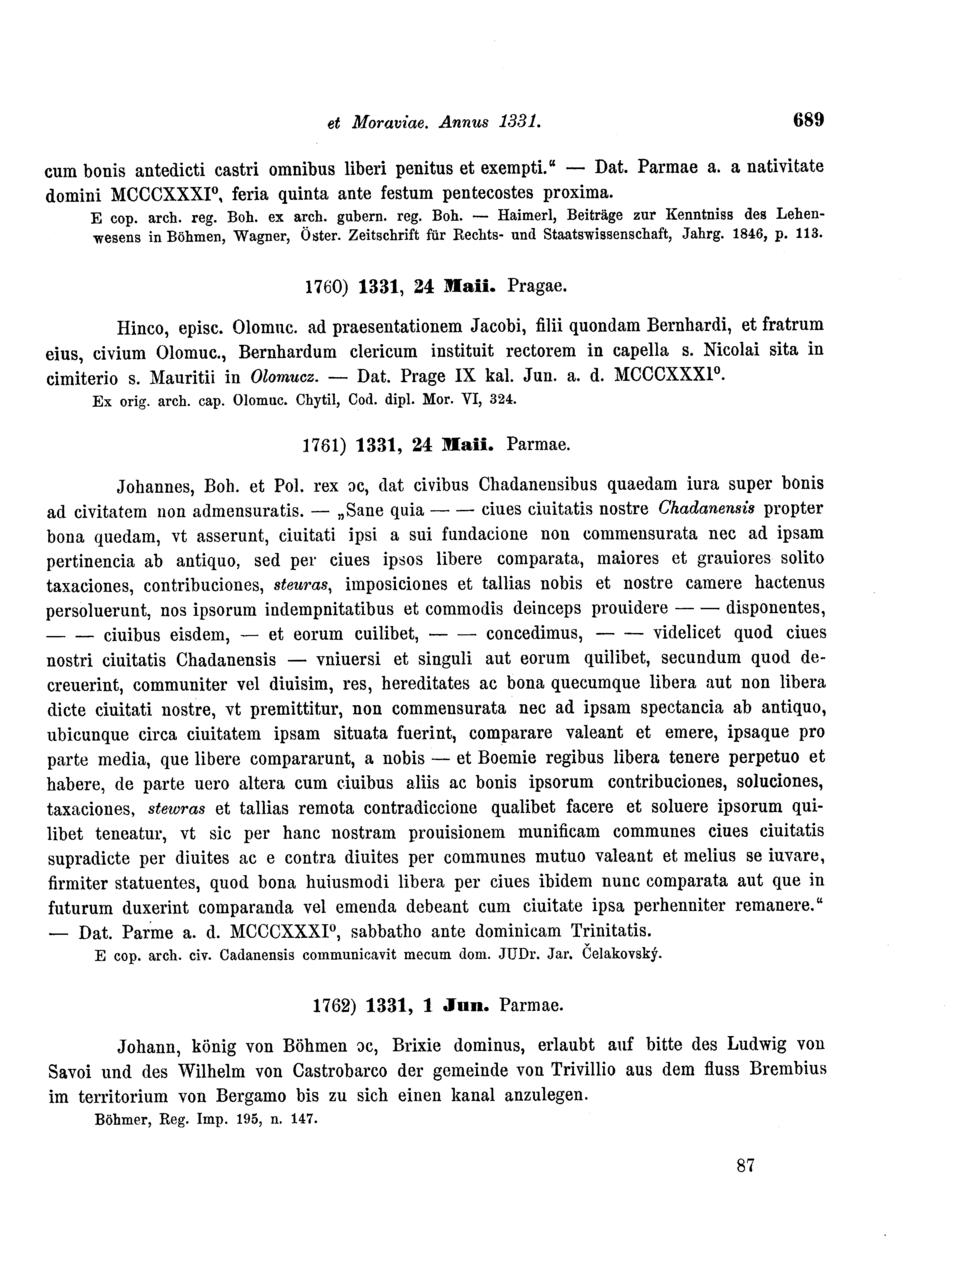 et Moraviae. Annus 1331. 689
cum bonis antedicti castri omnibus liberi penitus et exempti.“ — Dat. Parmae a. a nativitate
domini MCCCXXXI⁰, feria quinta ante festum pentecostes proxima.
E cop. arch. reg. Boh. ex arch. gubern. reg. Boh. — Haimerl, Beiträge zur Kenntniss des Lehen-
wesens in Böhmen, Wagner, Öster. Zeitschrift für Rechts- und Staatswissenschaft, Jahrg. 1846, p. 113.
1760) 1331, 24 Maii. Pragae.
Hinco, episc. Olomuc. ad praesentationem Jacobi, filii quondam Bernhardi, et fratrum
eius, civium Olomuc., Bernhardum clericum instituit rectorem in capella s. Nicolai sita in
cimiterio s. Mauritii in Olomucz. — Dat. Prage IX kal. Jun. a. d. MCCCXXXI⁰.
Ex orig. arch. cap. Olomuc. Chytil, Cod. dipl. Mor. VI, 324.
1761) 1331, 24 Maii. Parmae.
Johannes, Boh. et Pol. rex ɔc, dat civibus Chadanensibus quaedam iura super bonis
ad civitatem non admensuratis. — „Sane quia — — ciues ciuitatis nostre Chadanensis propter
bona quedam, vt asserunt, ciuitati ipsi a sui fundacione non commensurata nec ad ipsam
pertinencia ab antiquo, sed per ciues ipsos libere comparata, maiores et grauiores solito
taxaciones, contribuciones, steuras, imposiciones et tallias nobis et nostre camere hactenus
persoluerunt, nos ipsorum indempnitatibus et commodis deinceps prouidere — — disponentes,
— — ciuibus eisdem, — et eorum cuilibet, — — concedimus, — — videlicet quod ciues
nostri ciuitatis Chadanensis — vniuersi et singuli aut eorum quilibet, secundum quod de-
creuerint, communiter vel diuisim, res, hereditates ac bona quecumque libera aut non libera
dicte ciuitati nostre, vt premittitur, non commensurata nec ad ipsam spectancia ab antiquo,
ubicunque circa ciuitatem ipsam situata fuerint, comparare valeant et emere, ipsaque pro
parte media, que libere compararunt, a nobis — et Boemie regibus libera tenere perpetuo et
habere, de parte uero altera cum ciuibus aliis ac bonis ipsorum contribuciones, soluciones,
taxaciones, stewras et tallias remota contradiccione qualibet facere et soluere ipsorum qui-
libet teneatur, vt sic per hanc nostram prouisionem munificam communes ciues ciuitatis
supradicte per diuites ac e contra diuites per communes mutuo valeant et melius se iuvare,
firmiter statuentes, quod bona huiusmodi libera per ciues ibidem nunc comparata aut que in
futurum duxerint comparanda vel emenda debeant cum ciuitate ipsa perhenniter remanere.“
— Dat. Parme a. d. MCCCXXXI⁰, sabbatho ante dominicam Trinitatis.
E cop. arch. civ. Cadanensis communicavit mecum dom. JUDr. Jar. Čelakovský.
1762) 1331, 1 Jun. Parmae.
Johann, könig von Böhmen ɔc, Brixie dominus, erlaubt auf bitte des Ludwig von
Savoi und des Wilhelm von Castrobarco der gemeinde von Trivillio aus dem fluss Brembius
im territorium von Bergamo bis zu sich einen kanal anzulegen.
Böhmer, Reg. Imp. 195, n. 147.
87